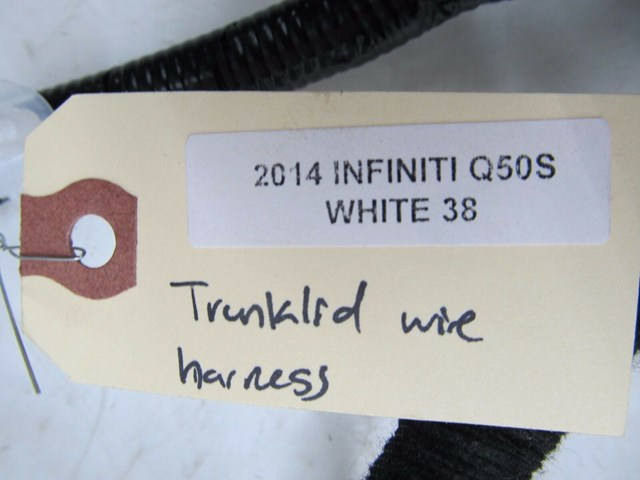 2014 INFINITI Q50S
WHITE 38
Trunklid wire
harness